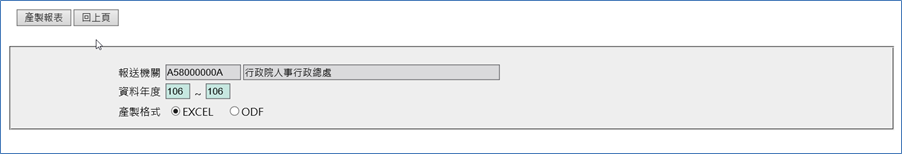 產製報表 回上頁
報送機關 A58000000A 行政院人事行政總處
資料年度 106 ~ 106
產製格式 EXCEL ODF